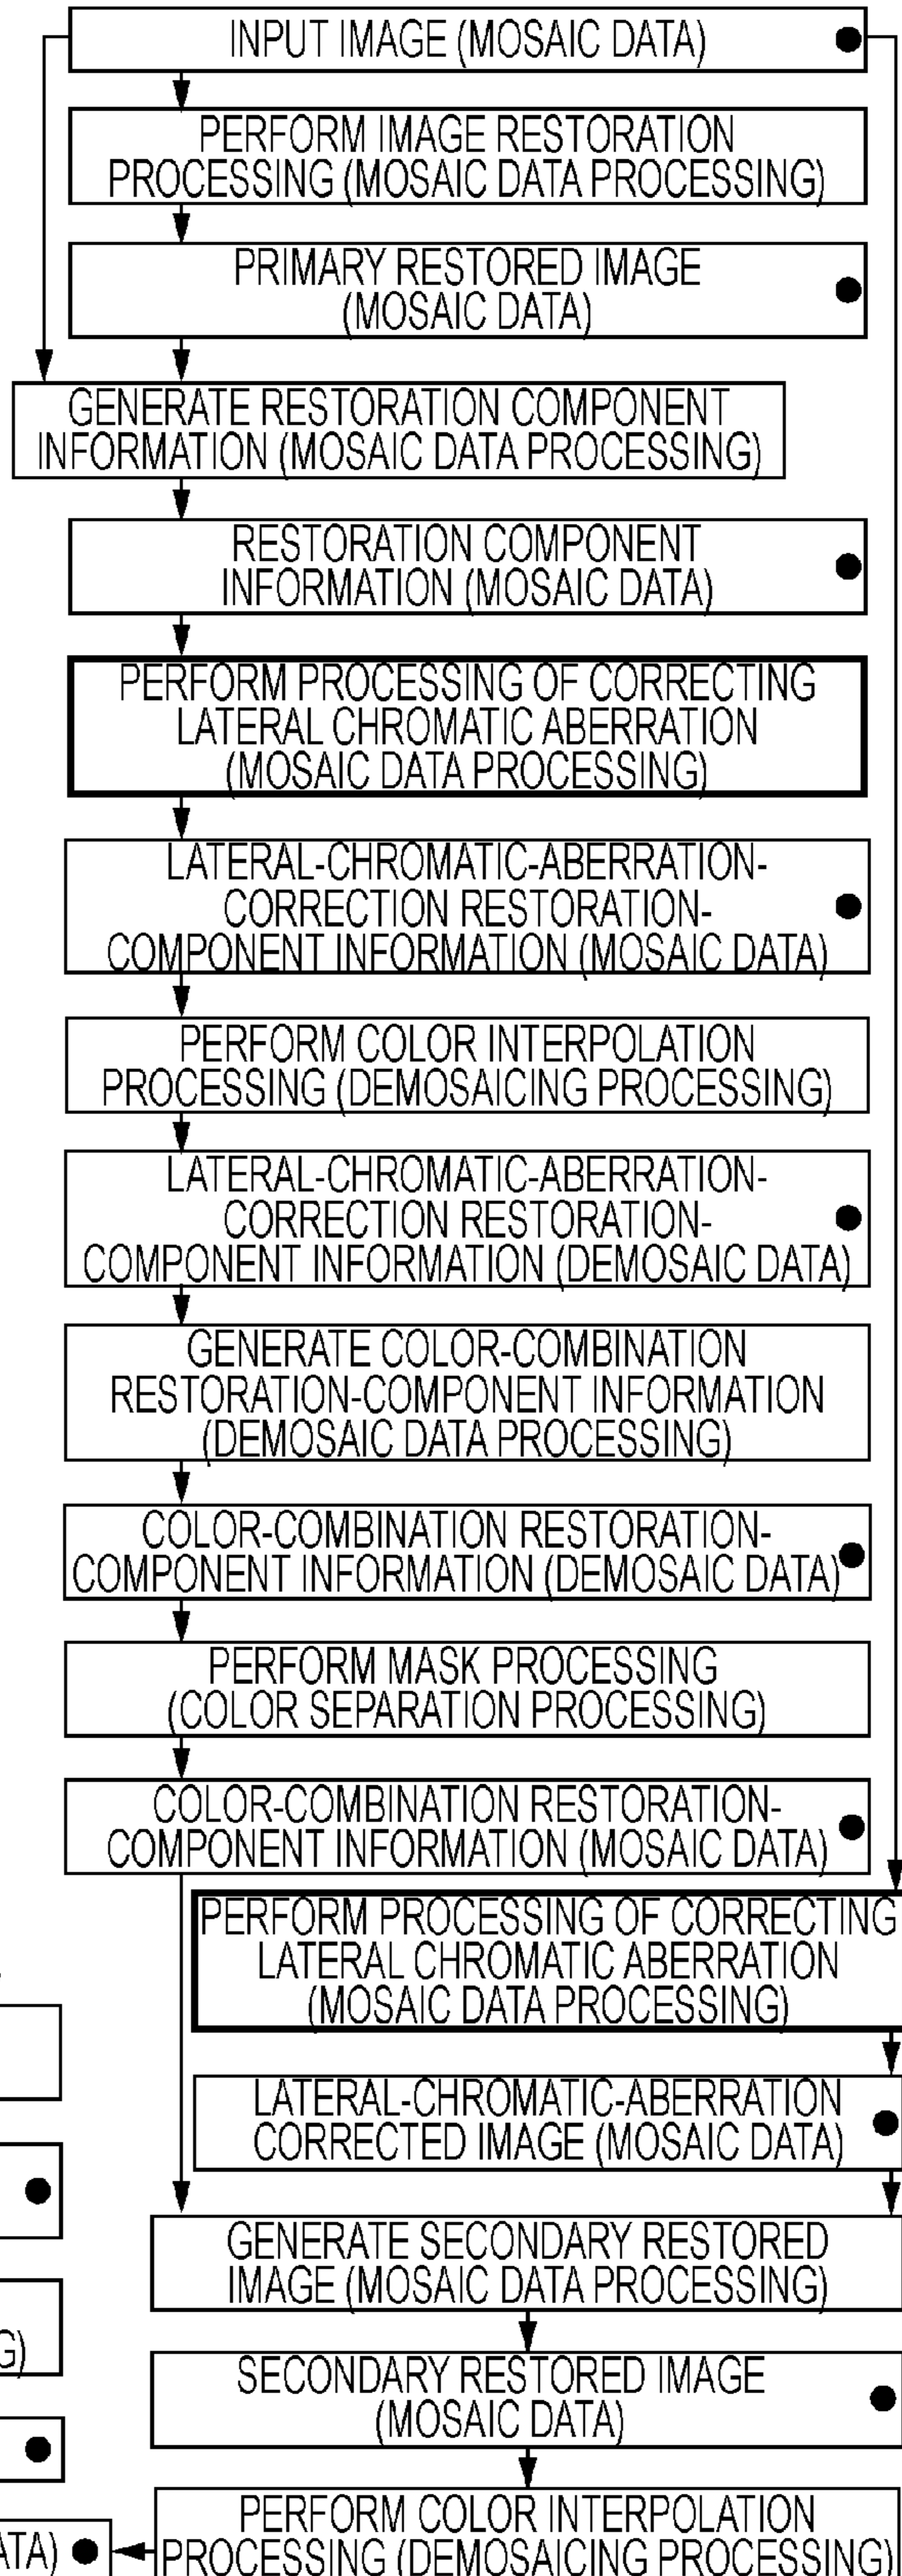 INPUT IMAGE (MOSAIC DATA)
PERFORM IMAGE RESTORATION
PROCESSING (MOSAIC DATA PROCESSING)
PRIMARY RESTORED IMAGE
(MOSAIC DATA)
GENERATE RESTORATION COMPONENT
INFORMATION (MOSAIC DATA PROCESSING)
RESTORATION COMPONENT
INFORMATION (MOSAIC DATA)
PERFORM PROCESSING OF CORRECTING
LATERAL CHROMATIC ABERRATION
(MOSAIC DATA PROCESSING)
LATERAL-CHROMATIC-ABERRATION-
CORRECTION RESTORATION-
COMPONENT INFORMATION (MOSAIC DATA)
PERFORM COLOR INTERPOLATION
PROCESSING (DEMOSAICING PROCESSING)
LATERAL-CHROMATIC-ABERRATION-
CORRECTION RESTORATION-
COMPONENT INFORMATION (DEMOSAIC DATA)
GENERATE COLOR-COMBINATION
RESTORATION-COMPONENT INFORMATION
(DEMOSAIC DATA PROCESSING)
COLOR-COMBINATION RESTORATION-
COMPONENT INFORMATION (DEMOSAIC DATA)
PERFORM MASK PROCESSING
(COLOR SEPARATION PROCESSING)
COLOR-COMBINATION RESTORATION-
COMPONENT INFORMATION (MOSAIC DATA)
PERFORM PROCESSING OF CORRECTING
LATERAL CHROMATIC ABERRATION
(MOSAIC DATA PROCESSING)
LATERAL-CHROMATIC-ABERRATION
CORRECTED IMAGE (MOSAIC DATA)
GENERATE SECONDARY RESTORED
IMAGE (MOSAIC DATA PROCESSING)
G)
SECONDARY RESTORED IMAGE
(MOSAIC DATA)
PERFORM COLOR INTERPOLATION
PROCESSING (DEMOSAICING PROCESSING)
ATA)